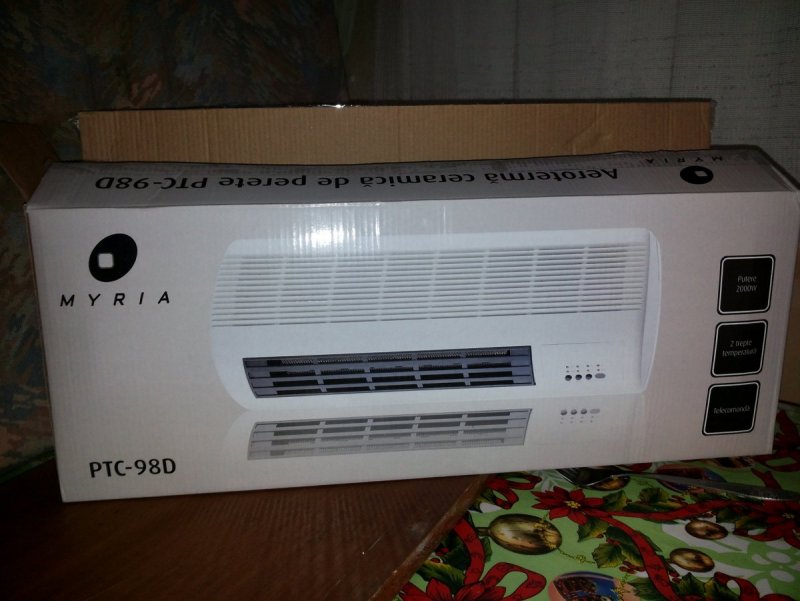 Aerotermă ceramică de perete PTC-98D
MYRIA
MYRIA
Putere
2000W
2 trepte
temperatură
Telecomandă
PTC-98D